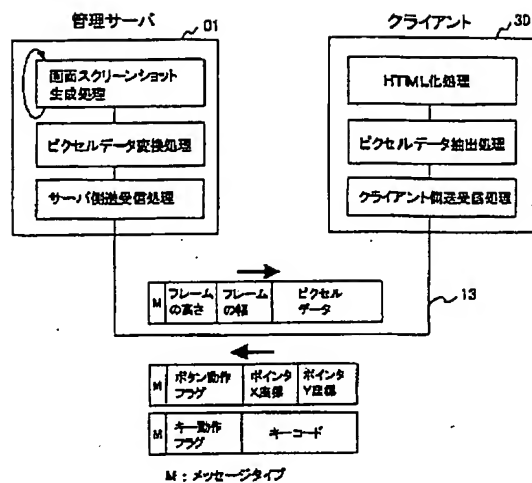 管理サーバ
01
クライアント
30
画面スクリーンショット
生成処理
HTML化処理
ピクセルデータ変換処理
ピクセルデータ抽出処理
サーバ側送受信処理
クライアント側送受信処理
13
M
フレームの高さ
フレームの幅
ピクセルデータ
M
ボタン動作フラグ
ポインタX座標
ポインタY座標
M
キー動作フラグ
キーコード
M：メッセージタイプ